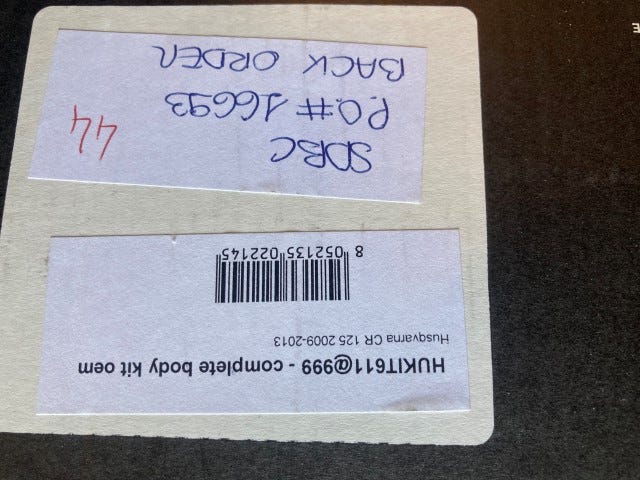 HUKIT611@999 - complete body kit oem
Husqvarna CR 125 2009-2013
8 052135 022145
SDBC
44
P.O.# 16693
BACK ORDER